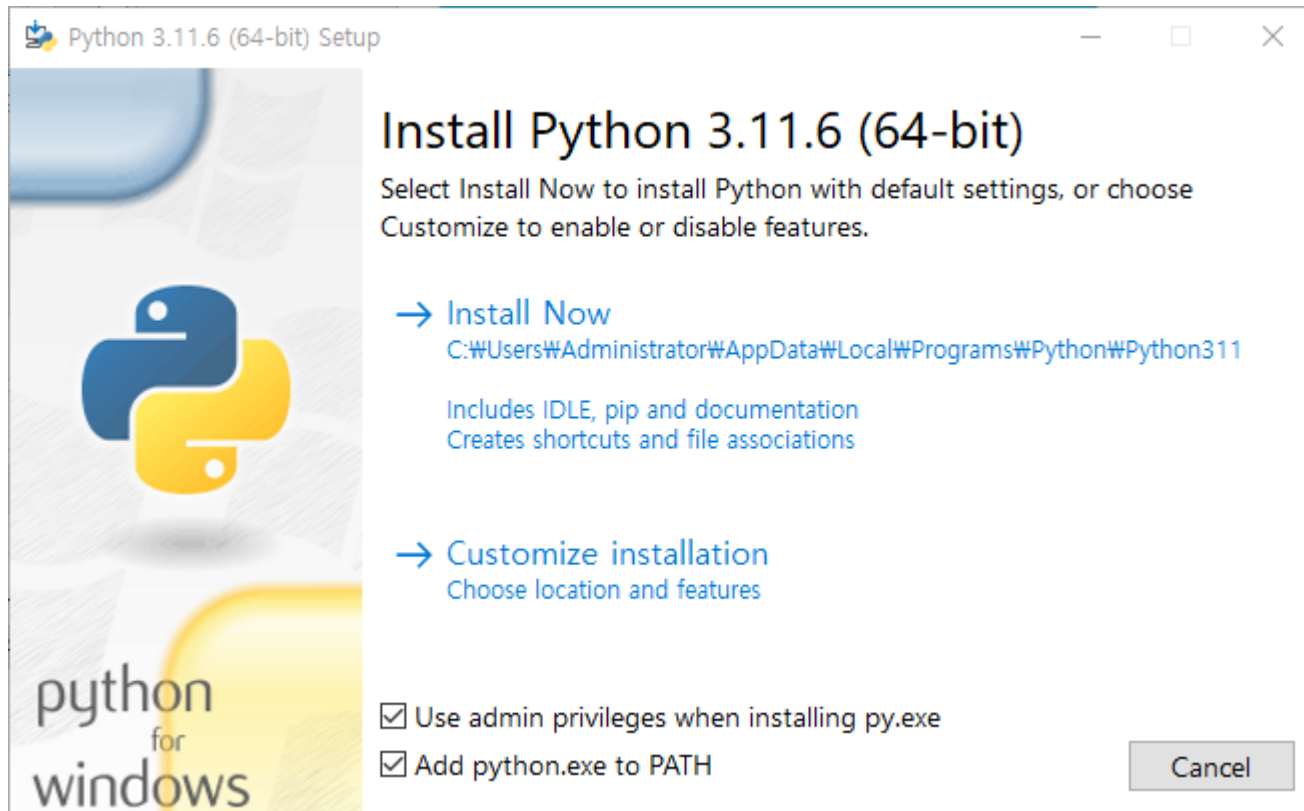 Python 3.11.6 (64-bit) Setup
Install Python 3.11.6 (64-bit)
Select Install Now to install Python with default settings, or choose
Customize to enable or disable features.
Install Now
C:₩Users₩Administrator₩AppData₩Local₩Programs₩Python₩Python311
Includes IDLE, pip and documentation
Creates shortcuts and file associations
Customize installation
Choose location and features
python
for
windows
Use admin privileges when installing py.exe
Add python.exe to PATH
Cancel